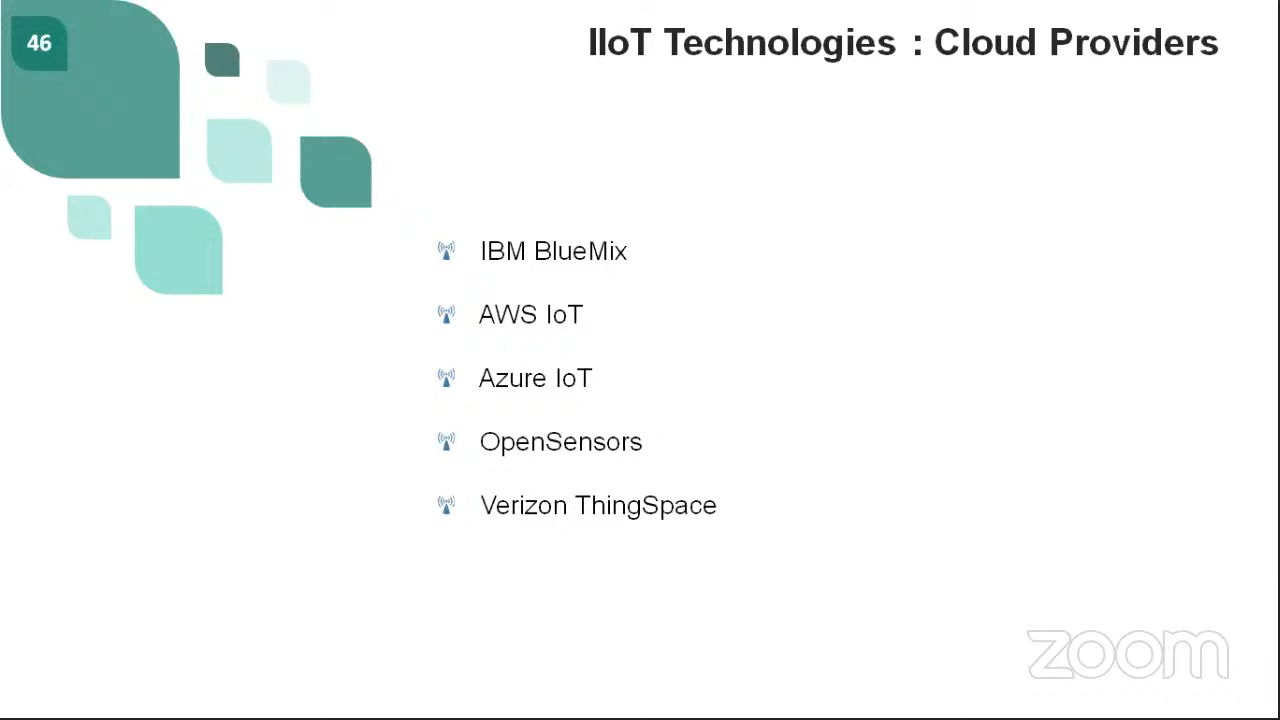 46
IIoT Technologies : Cloud Providers
IBM BlueMix
AWS IoT
Azure IoT
OpenSensors
Verizon ThingSpace
zoom